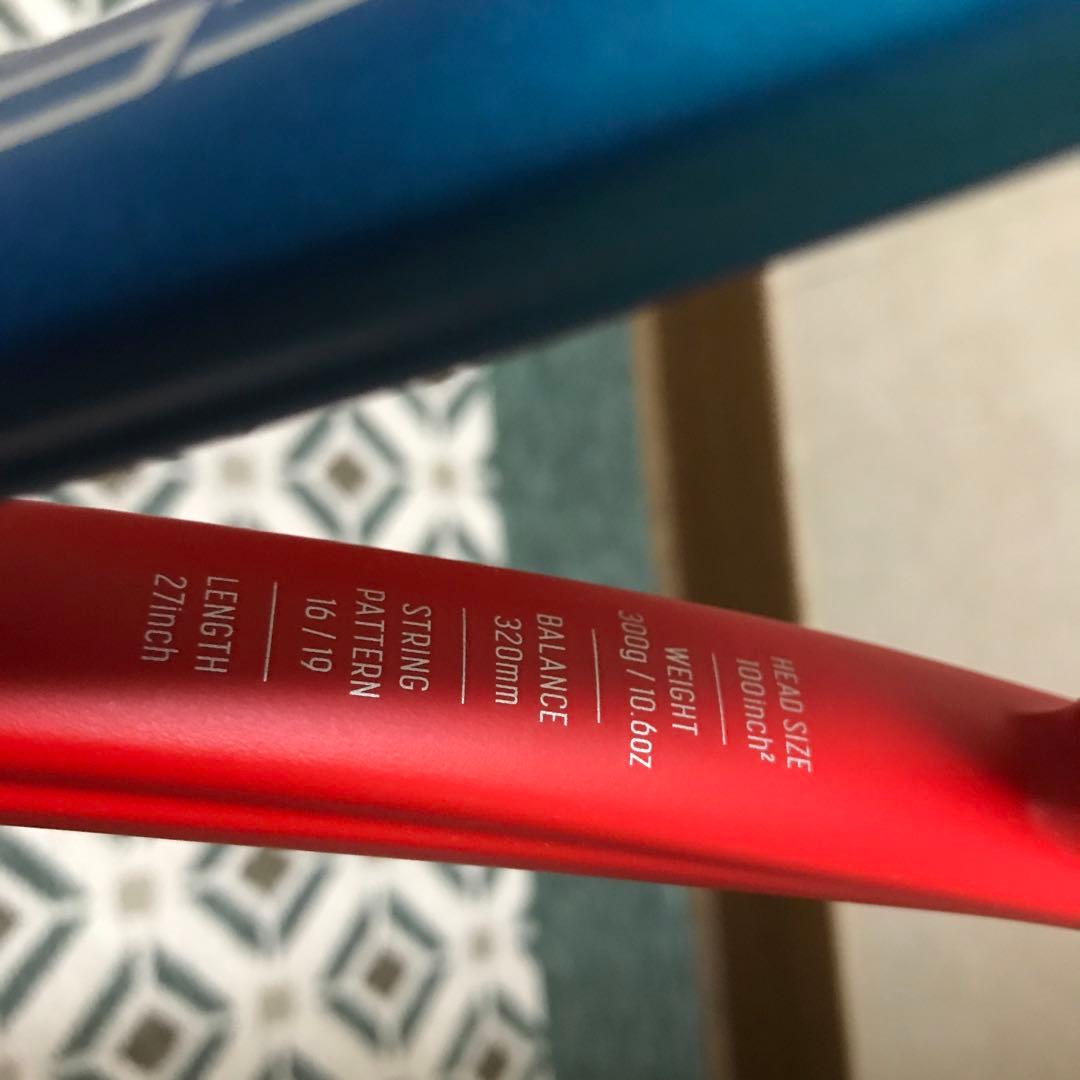 HEAD SIZE
100inch²
WEIGHT
300g / 10.6oz
BALANCE
320mm
STRING
PATTERN
16 / 19
LENGTH
27inch